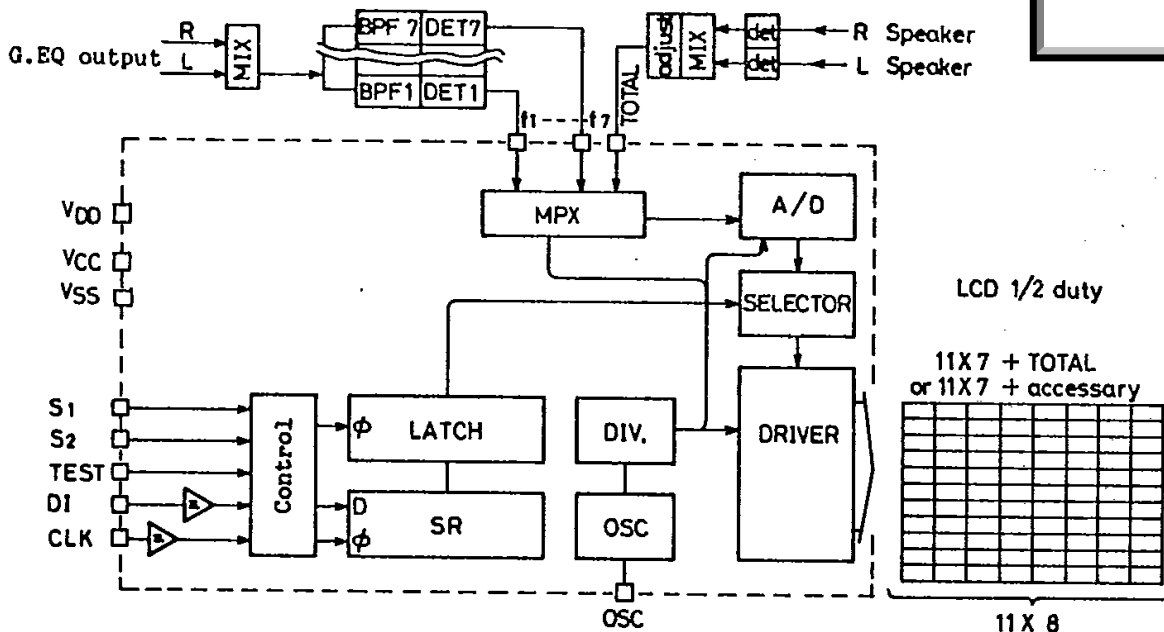 R
G.EQ output
L
MIX
BPF 7 DET7
BPF1 DET1
adjust MIX
det R Speaker
det L Speaker
TOTAL
f1 ---- f7
MPX
A/D
SELECTOR
VDD
VCC
VSS
LCD 1/2 duty
11X7 + TOTAL
or 11X7 + accessary
S1
S2
TEST
DI
CLK
Control
φ LATCH
D
SR
φ
DIV.
OSC
DRIVER
OSC
11 X 8